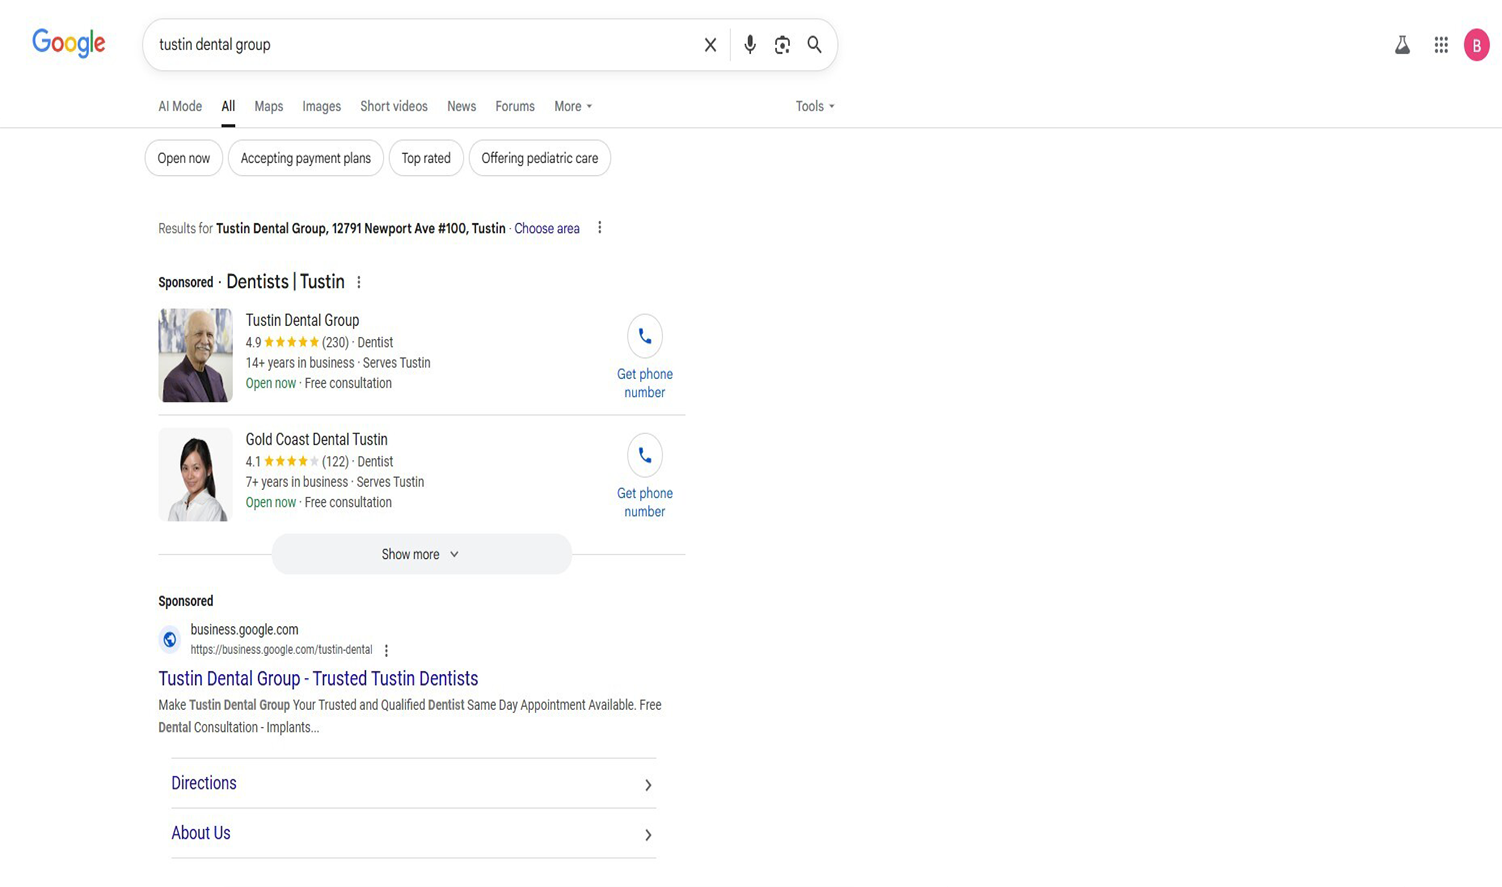 Google
tustin dental group
B
AI Mode All Maps Images Short videos News Forums More Tools
Open now Accepting payment plans Top rated Offering pediatric care
Results for Tustin Dental Group, 12791 Newport Ave #100, Tustin · Choose area
Sponsored · Dentists | Tustin
Tustin Dental Group
4.9 (230) · Dentist
14+ years in business · Serves Tustin
Open now · Free consultation
Get phone
number
Gold Coast Dental Tustin
4.1 (122) · Dentist
7+ years in business · Serves Tustin
Open now · Free consultation
Get phone
number
Show more
Sponsored
business.google.com
https://business.google.com/tustin-dental
Tustin Dental Group - Trusted Tustin Dentists
Make Tustin Dental Group Your Trusted and Qualified Dentist Same Day Appointment Available. Free
Dental Consultation - Implants...
Directions
About Us